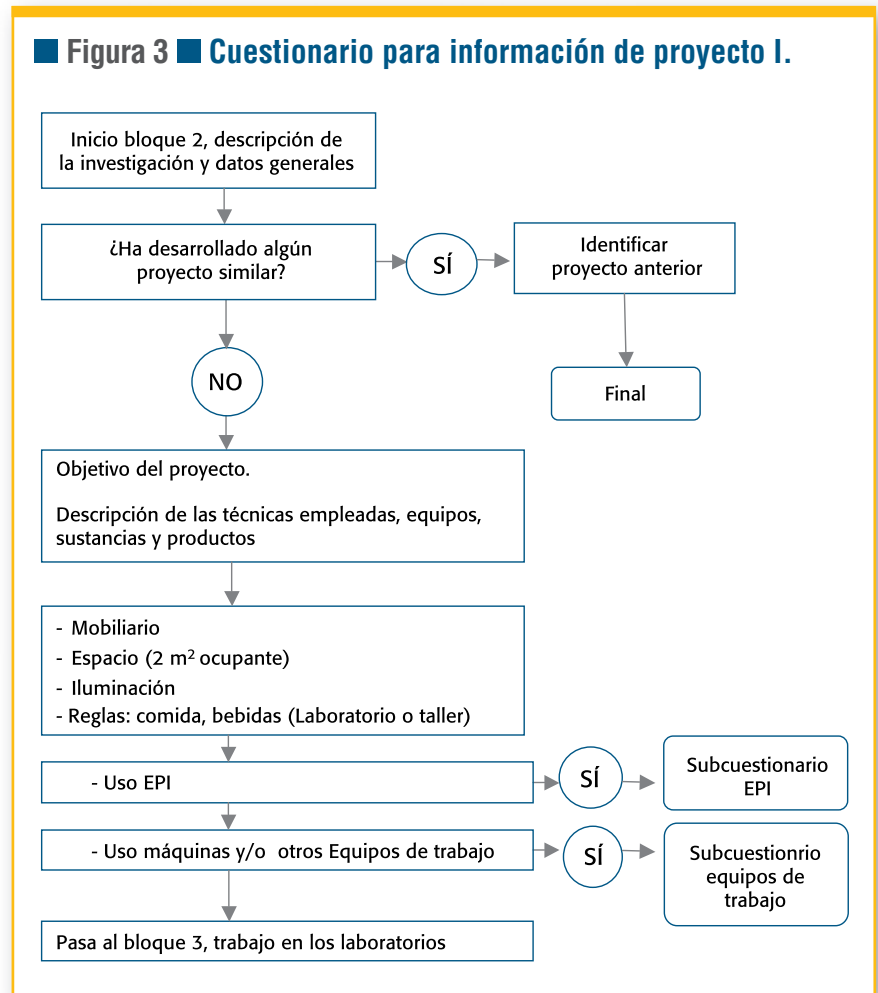 Figura 3 Cuestionario para información de proyecto I.
Inicio bloque 2, descripción de
la investigación y datos generales
¿Ha desarrollado algún
proyecto similar?
SÍ
Identificar
proyecto anterior
NO
Final
Objetivo del proyecto.
Descripción de las técnicas empleadas, equipos,
sustancias y productos
- Mobiliario
- Espacio (2 m² ocupante)
- Iluminación
- Reglas: comida, bebidas (Laboratorio o taller)
- Uso EPI
SÍ
Subcuestionario
EPI
- Uso máquinas y/o otros Equipos de trabajo
SÍ
Subcuestionrio
equipos de
trabajo
Pasa al bloque 3, trabajo en los laboratorios